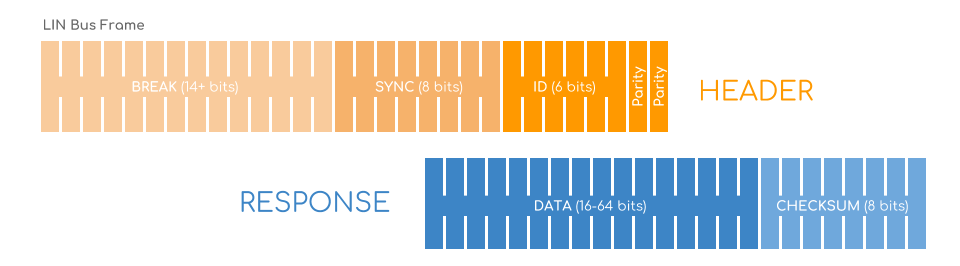 LIN Bus Frame
BREAK (14+ bits)
SYNC (8 bits)
ID (6 bits)
Parity
Parity
HEADER
RESPONSE
DATA (16-64 bits)
CHECKSUM (8 bits)